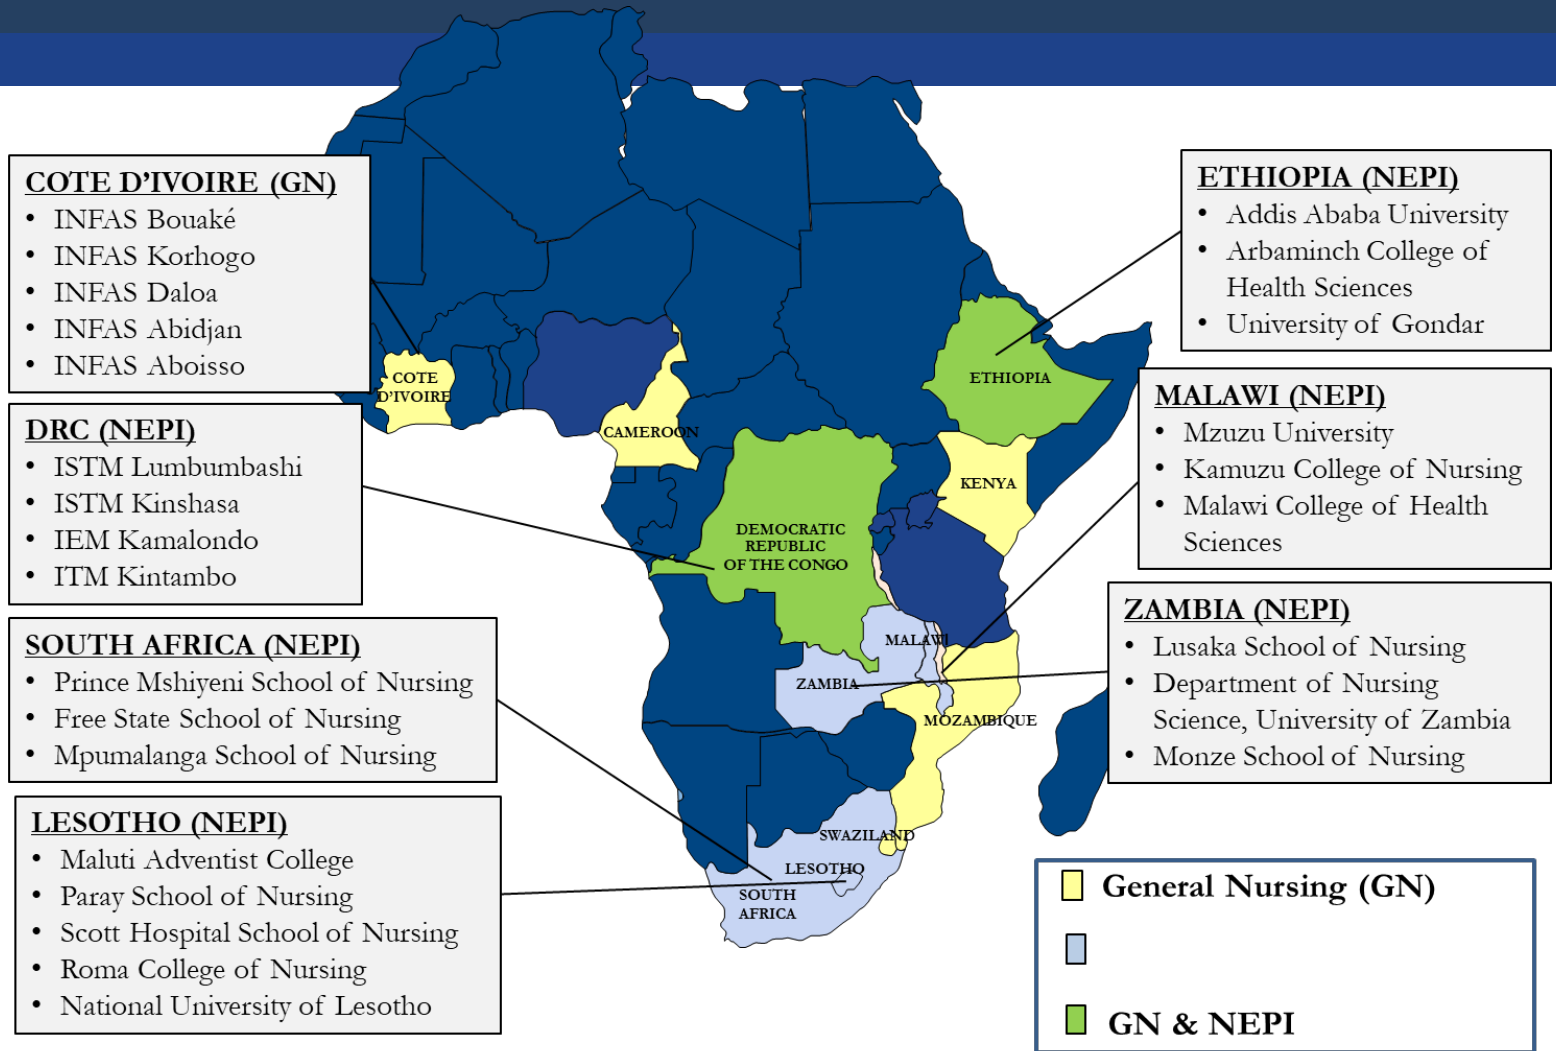 COTE D’IVOIRE (GN)
• INFAS Bouaké
• INFAS Korhogo
• INFAS Daloa
• INFAS Abidjan
• INFAS Aboisso
DRC (NEPI)
• ISTM Lumbumbashi
• ISTM Kinshasa
• IEM Kamalondo
• ITM Kintambo
SOUTH AFRICA (NEPI)
• Prince Mshiyeni School of Nursing
• Free State School of Nursing
• Mpumalanga School of Nursing
LESOTHO (NEPI)
• Maluti Adventist College
• Paray School of Nursing
• Scott Hospital School of Nursing
• Roma College of Nursing
• National University of Lesotho
COTE
D’IVOIRE
CAMEROON
ETHIOPIA
KENYA
DEMOCRATIC
REPUBLIC
OF THE CONGO
MALAWI
ZAMBIA
MOZAMBIQUE
SWAZILAND
LESOTHO
SOUTH
AFRICA
ETHIOPIA (NEPI)
• Addis Ababa University
• Arbaminch College of
Health Sciences
• University of Gondar
MALAWI (NEPI)
• Mzuzu University
• Kamuzu College of Nursing
• Malawi College of Health
Sciences
ZAMBIA (NEPI)
• Lusaka School of Nursing
• Department of Nursing
Science, University of Zambia
• Monze School of Nursing
General Nursing (GN)
GN & NEPI